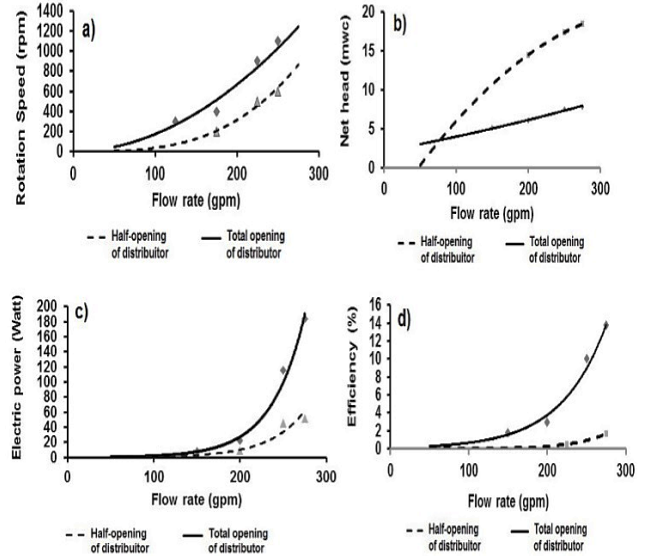 a)
Rotation Speed (rpm)
1400
1200
1000
800
600
400
200
0
0 100 200 300
Flow rate (gpm)
Half-opening of distribuitor
Total opening of distribuitor
b)
Net head (mwc)
20
15
10
5
0
0 100 200 300
Flow rate (gpm)
Half-opening of distribuitor
Total opening of distribuitor
c)
Electric power (Watt)
200
180
160
140
120
100
80
60
40
20
0
0 100 200 300
Flow rate (gpm)
Half-opening of distribuitor
Total opening of distribuitor
d)
Efficiency (%)
16
14
12
10
8
6
4
2
0
0 100 200 300
Flow rate (gpm)
Half-opening of distribuitor
Total opening of distribuitor